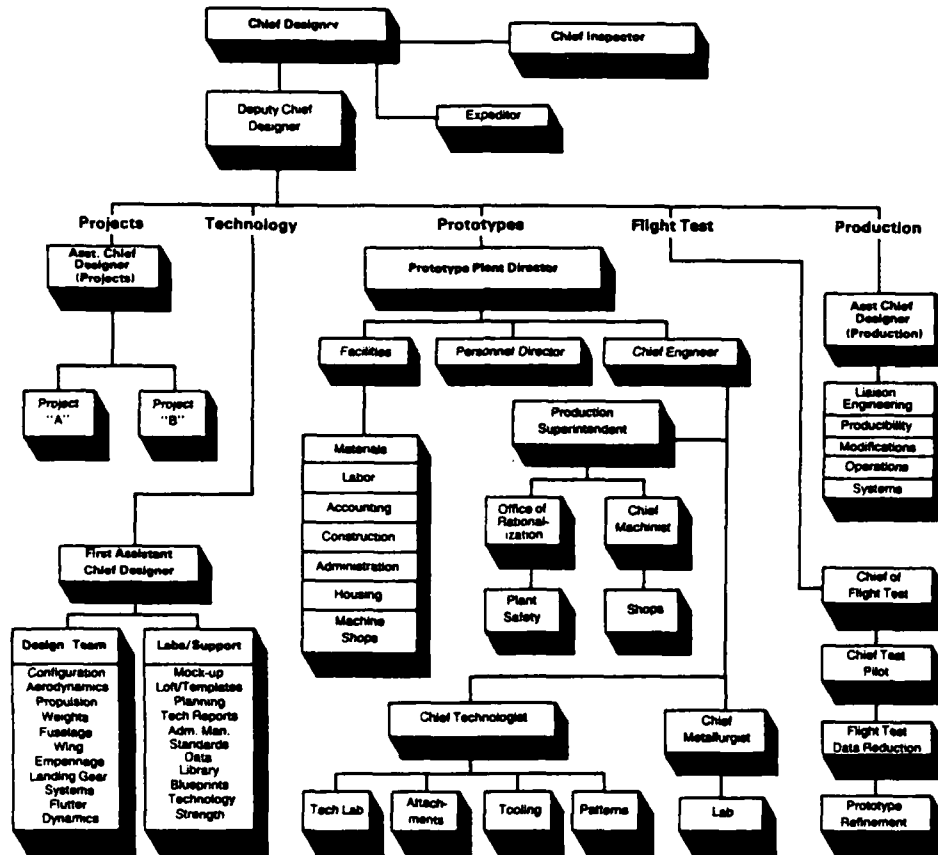 Chief Designer
Chief Inspector
Deputy Chief
Designer
Expeditor
Projects
Technology
Prototypes
Flight Test
Production
Asst. Chief
Designer
(Projects)
Prototype Plant Director
Asst Chief
Designer
(Production)
Facilities
Personnel Director
Chief Engineer
Project
"A"
Project
"B"
Liaison
Engineering
Producibility
Modifications
Operations
Systems
Production
Superintendent
Materials
Labor
Accounting
Construction
Administration
Housing
Machine
Shops
Office of
Rational-
ization
Chief
Machinist
Plant
Safety
Shops
First Assistant
Chief Designer
Chief of
Flight Test
Design Team
Configuration
Aerodynamics
Propulsion
Weights
Fuselage
Wing
Empennage
Landing Gear
Systems
Flutter
Dynamics
Labs/Support
Mock-up
Loft/Templates
Planning
Tech Reports
Adm. Man.
Standards
Data
Library
Blueprints
Technology
Strength
Chief Test
Pilot
Chief Technologist
Chief
Metallurgist
Flight Test
Data Reduction
Tech Lab
Attach-
ments
Tooling
Patterns
Lab
Prototype
Refinement